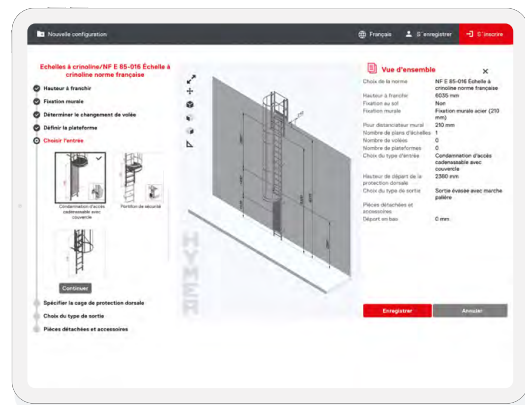 Nouvelle configuration
Français
S'enregistrer
S'inscrire
Echelles à crinoline/NF E 85-016 Échelle à
crinoline norme française
Hauteur à franchir
Fixation murale
Déterminer le changement de volée
Définir la plateforme
Choisir l'entrée
Condamnation d'accès
cadenassable avec
couvercle
Portillon de sécurité
Continuer
Spécifier la cage de protection dorsale
Choix du type de sortie
Pièces détachées et accessoires
HYMER
Vue d'ensemble
Choix de la norme
NF E 85-016 Échelle à
crinoline norme française
Hauteur à franchir
6035 mm
Fixation au sol
Non
Fixation murale
Fixation murale acier (210
mm)
Pour distanciateur mural
210 mm
Nombre de plans d'échelles
1
Nombre de volées
0
Nombre de plateformes
0
Choix du type d'entrée
Condamnation d'accès
cadenassable avec
couvercle
Hauteur de départ de la
protection dorsale
2360 mm
Choix du type de sortie
Sortie évasée avec marche
palière
Pièces détachées et
accessoires
Départ en bas
0 mm
Enregistrer
Annuler